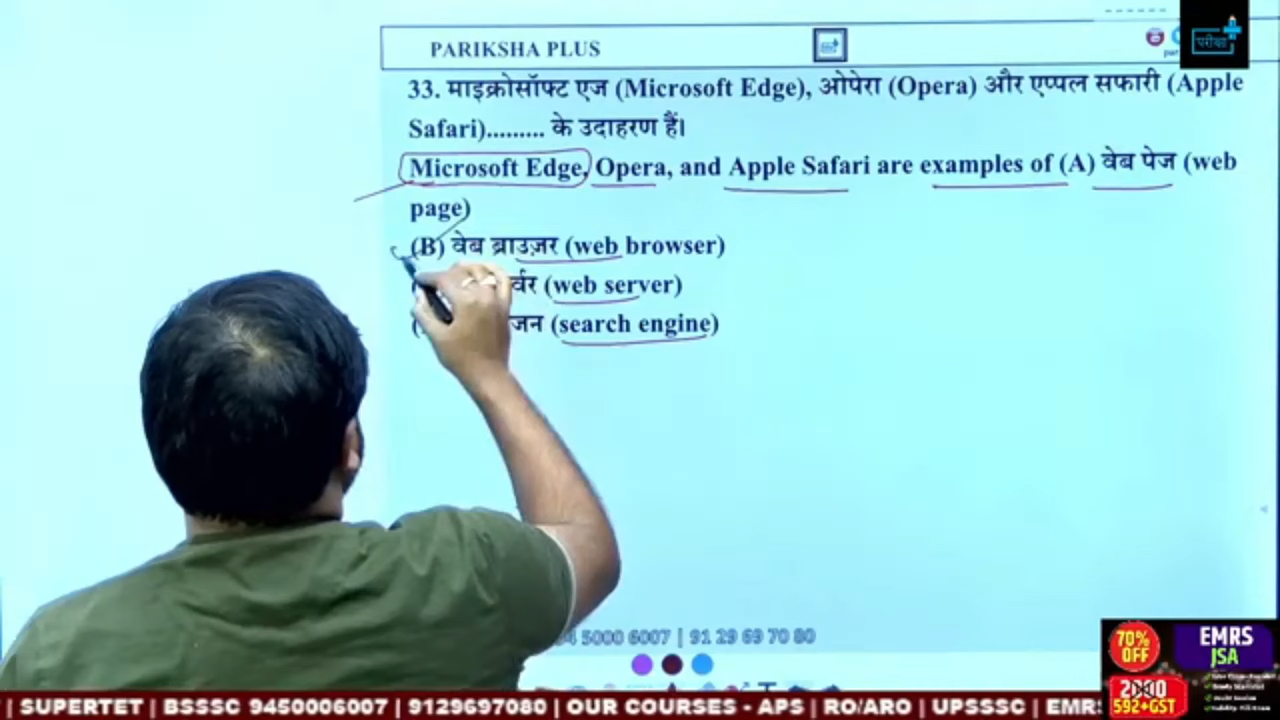 PARIKSHA PLUS
परीक्षा
33. माइक्रोसॉफ्ट एज (Microsoft Edge), ओपेरा (Opera) और एप्पल सफारी (Apple
Safari)......... के उदाहरण हैं।
Microsoft Edge, Opera, and Apple Safari are examples of (A) वेब पेज (web
page)
(B) वेब ब्राउज़र (web browser)
(web server)
(search engine)
5000 6007 | 91 29 69 70 80
70%
OFF
EMRS
JSA
2000
592+GST
| SUPERTET | BSSSC 9450006007 | 9129697080 | OUR COURSES - APS | RO/ARO | UPSSSC | EMRS